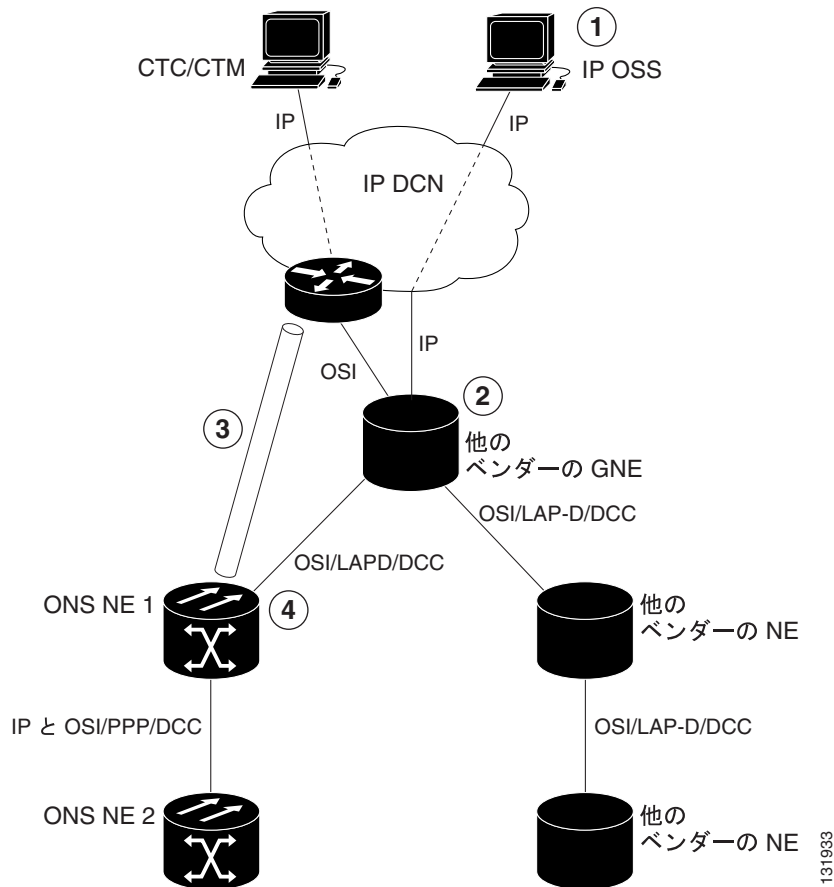 1
CTC/CTM
IP OSS
IP
IP
IP DCN
IP
OSI
2
3
他の
ベンダーの GNE
OSI/LAP-D/DCC
OSI/LAPD/DCC
ONS NE 1
4
他の
ベンダーの NE
IP と OSI/PPP/DCC
OSI/LAP-D/DCC
ONS NE 2
他の
ベンダーの NE
131933